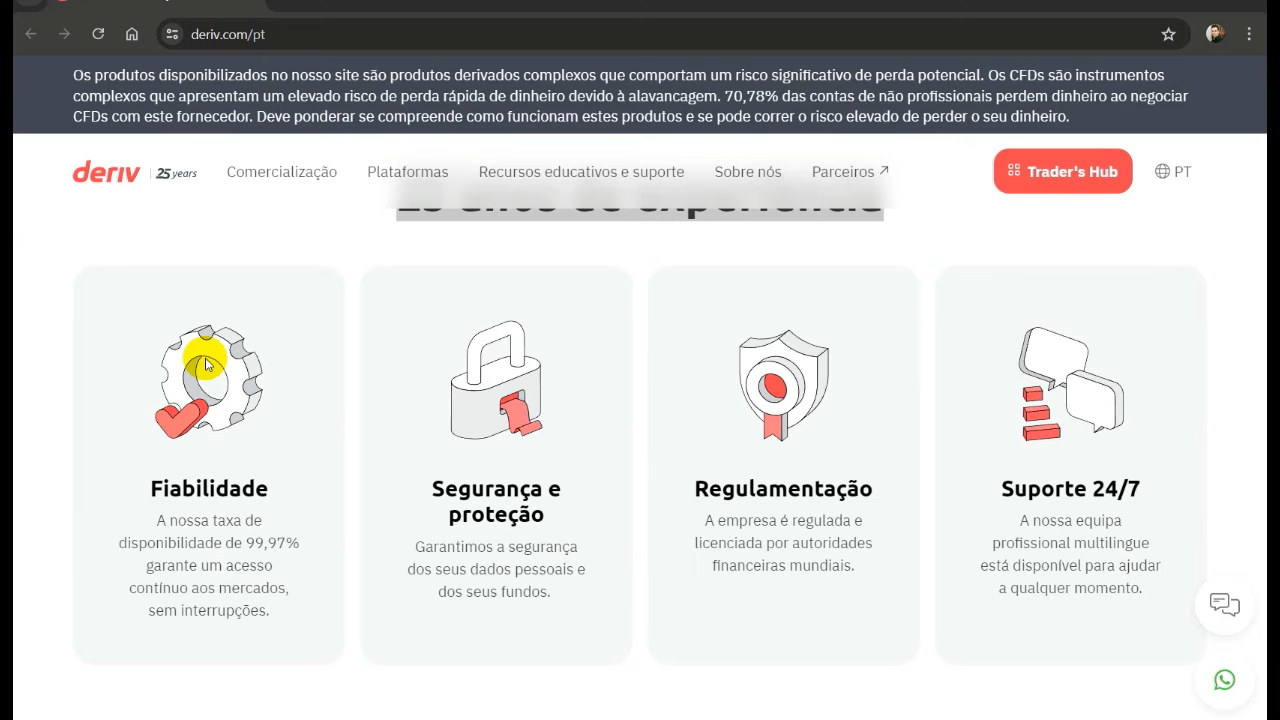 deriv.com/pt
Os produtos disponibilizados no nosso site são produtos derivados complexos que comportam um risco significativo de perda potencial. Os CFDs são instrumentos
complexos que apresentam um elevado risco de perda rápida de dinheiro devido à alavancagem. 70,78% das contas de não profissionais perdem dinheiro ao negociar
CFDs com este fornecedor. Deve ponderar se compreende como funcionam estes produtos e se pode correr o risco elevado de perder o seu dinheiro.
deriv 25 years Comercialização Plataformas Recursos educativos e suporte Sobre nós Parceiros Trader's Hub PT
Fiabilidade
A nossa taxa de
disponibilidade de 99,97%
garante um acesso
contínuo aos mercados,
sem interrupções.
Segurança e
proteção
Garantimos a segurança
dos seus dados pessoais e
dos seus fundos.
Regulamentação
A empresa é regulada e
licenciada por autoridades
financeiras mundiais.
Suporte 24/7
A nossa equipa
profissional multilingue
está disponível para ajudar
a qualquer momento.